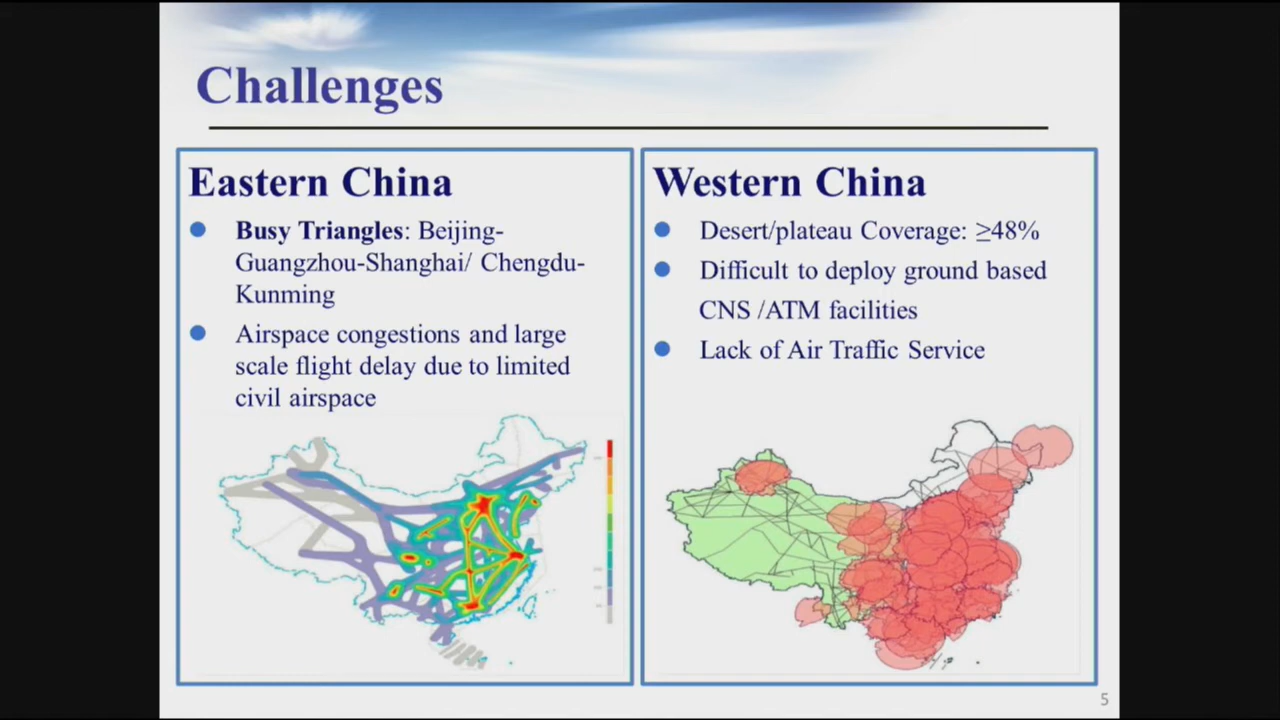 Challenges
Eastern China
Busy Triangles: Beijing-
Guangzhou-Shanghai/ Chengdu-
Kunming
Airspace congestions and large
scale flight delay due to limited
civil airspace
Western China
Desert/plateau Coverage: ≥48%
Difficult to deploy ground based
CNS /ATM facilities
Lack of Air Traffic Service
5